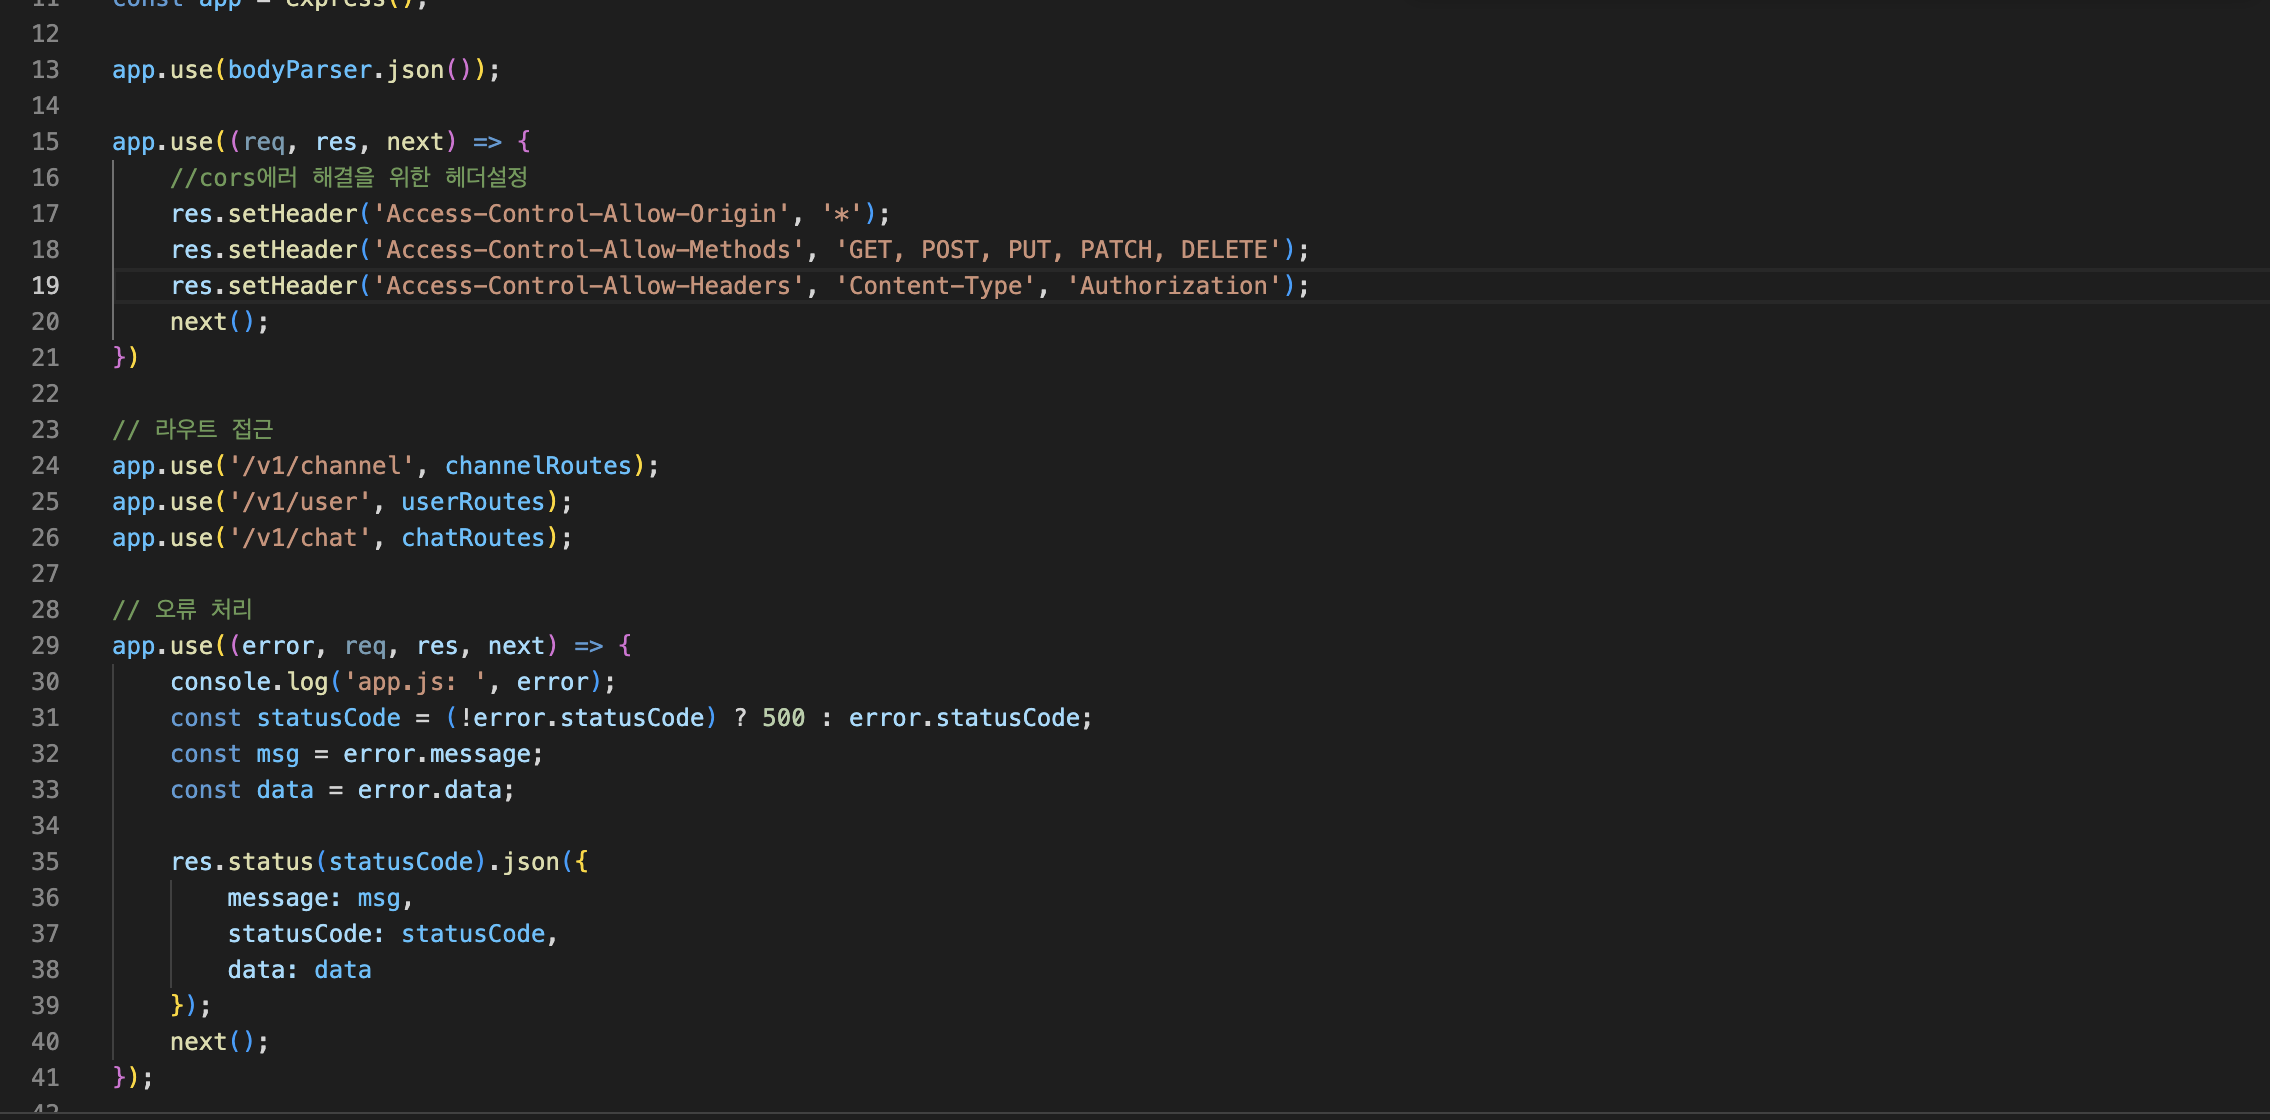 11 const app = express();
12
13 app.use(bodyParser.json());
14
15 app.use((req, res, next) => {
16 //cors에러 해결을 위한 헤더설정
17 res.setHeader('Access-Control-Allow-Origin', '*');
18 res.setHeader('Access-Control-Allow-Methods', 'GET, POST, PUT, PATCH, DELETE');
19 res.setHeader('Access-Control-Allow-Headers', 'Content-Type', 'Authorization');
20 next();
21 })
22
23 // 라우트 접근
24 app.use('/v1/channel', channelRoutes);
25 app.use('/v1/user', userRoutes);
26 app.use('/v1/chat', chatRoutes);
27
28 // 오류 처리
29 app.use((error, req, res, next) => {
30 console.log('app.js: ', error);
31 const statusCode = (!error.statusCode) ? 500 : error.statusCode;
32 const msg = error.message;
33 const data = error.data;
34
35 res.status(statusCode).json({
36 message: msg,
37 statusCode: statusCode,
38 data: data
39 });
40 next();
41 });
42